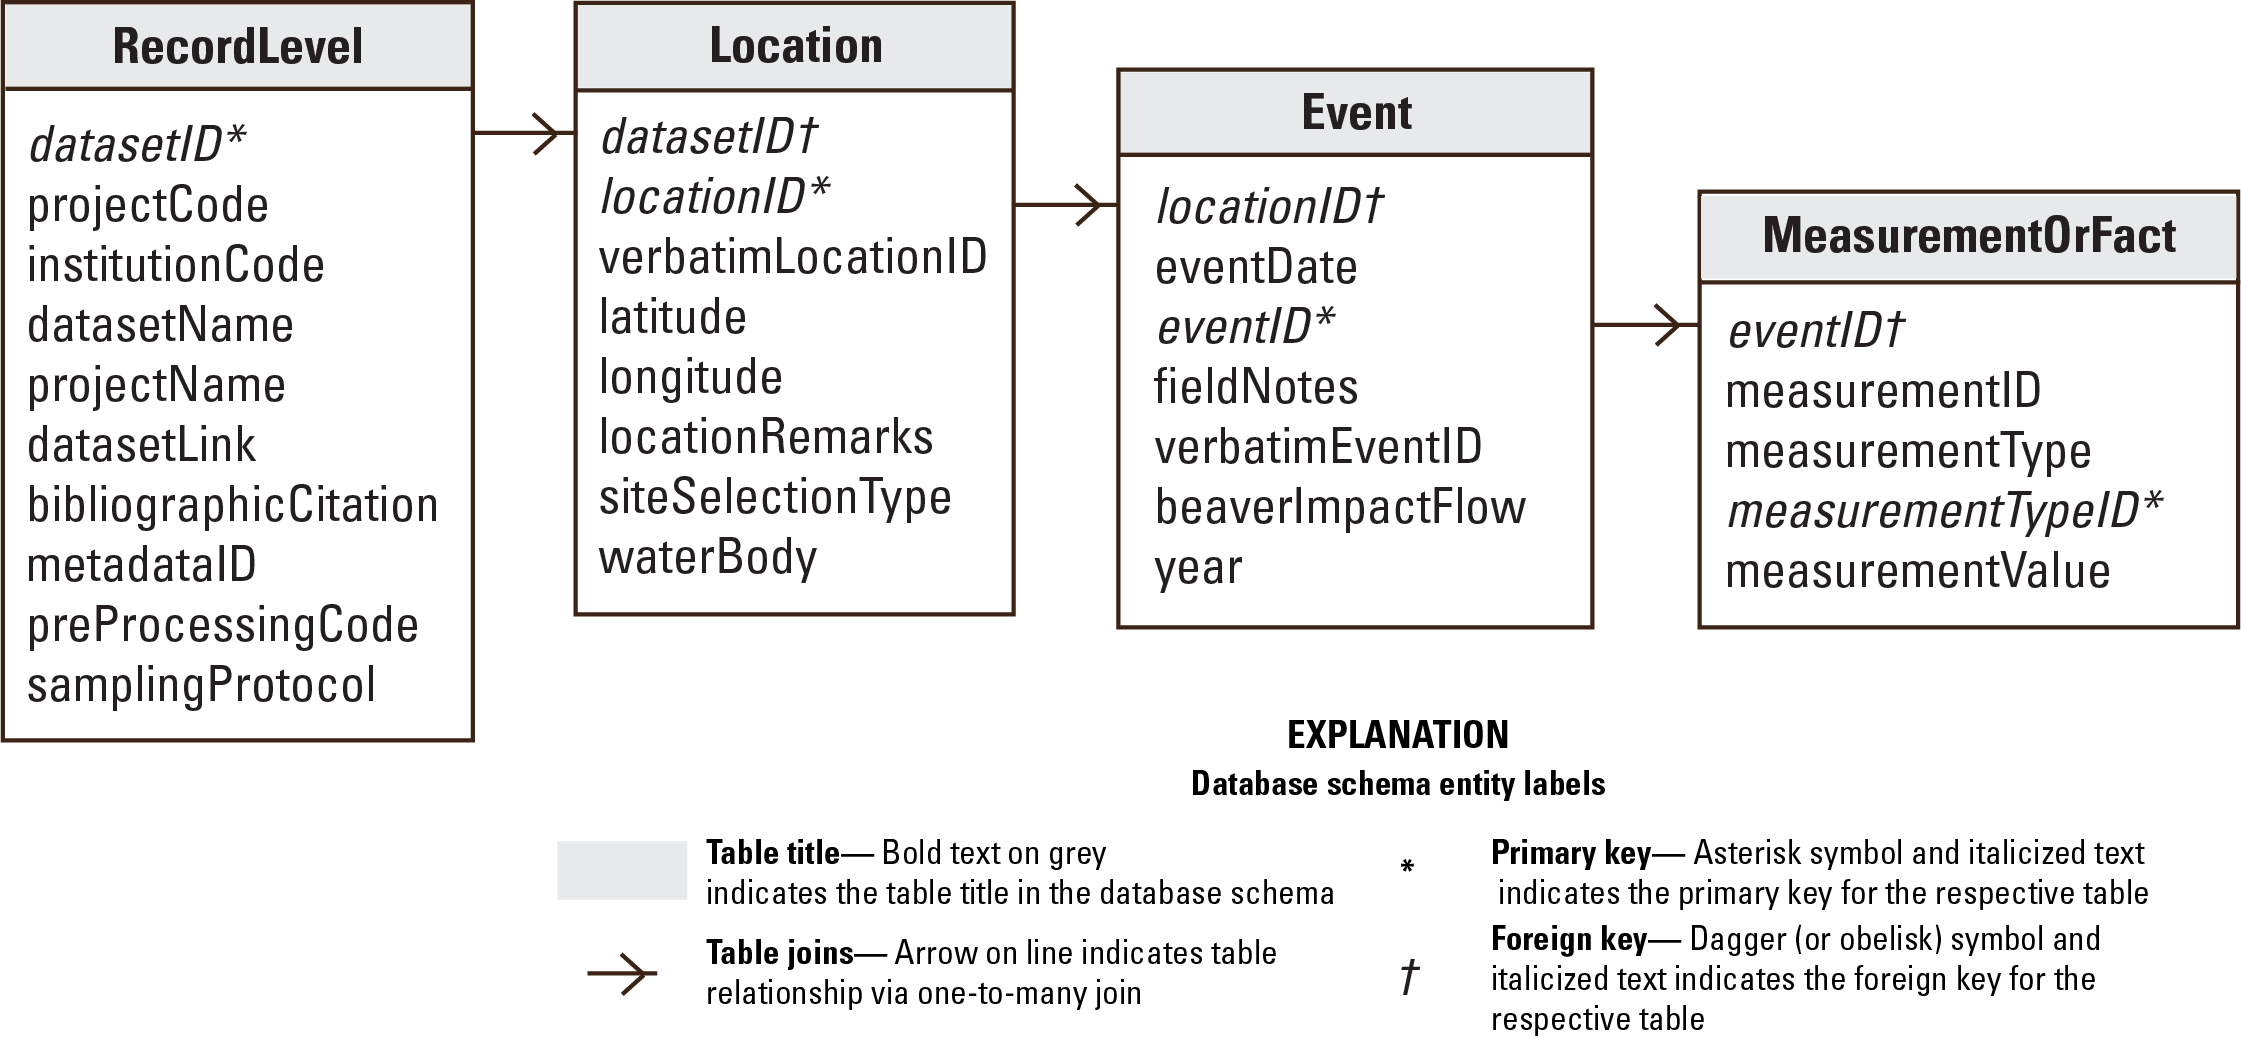 RecordLevel
datasetID*
projectCode
institutionCode
datasetName
projectName
datasetLink
bibliographicCitation
metadataID
preProcessingCode
samplingProtocol
Location
datasetID†
locationID*
verbatimLocationID
latitude
longitude
locationRemarks
siteSelectionType
waterBody
Event
locationID†
eventDate
eventID*
fieldNotes
verbatimEventID
beaverImpactFlow
year
MeasurementOrFact
eventID†
measurementID
measurementType
measurementTypeID*
measurementValue
EXPLANATION
Database schema entity labels
Table title— Bold text on grey
indicates the table title in the database schema
Table joins— Arrow on line indicates table
relationship via one-to-many join
* Primary key— Asterisk symbol and italicized text
indicates the primary key for the respective table
† Foreign key— Dagger (or obelisk) symbol and
italicized text indicates the foreign key for the
respective table